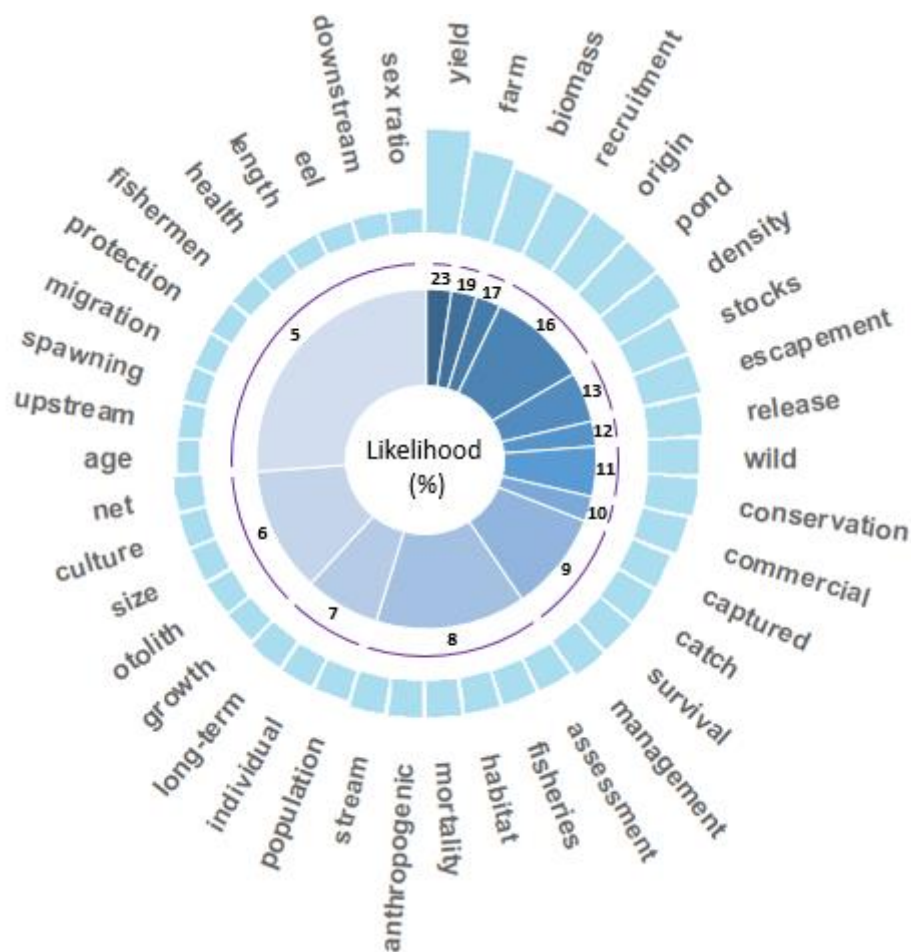 yield
farm
biomass
recruitment
origin
pond
density
stocks
escapement
release
wild
conservation
commercial
captured
catch
survival
management
assessment
fisheries
habitat
mortality
anthropogenic
stream
population
individual
long-term
growth
otolith
size
culture
net
age
upstream
spawning
migration
protection
fishermen
health
length
eel
downstream
sex ratio
23
19
17
16
13
12
11
10
9
8
7
6
5
Likelihood
(%)